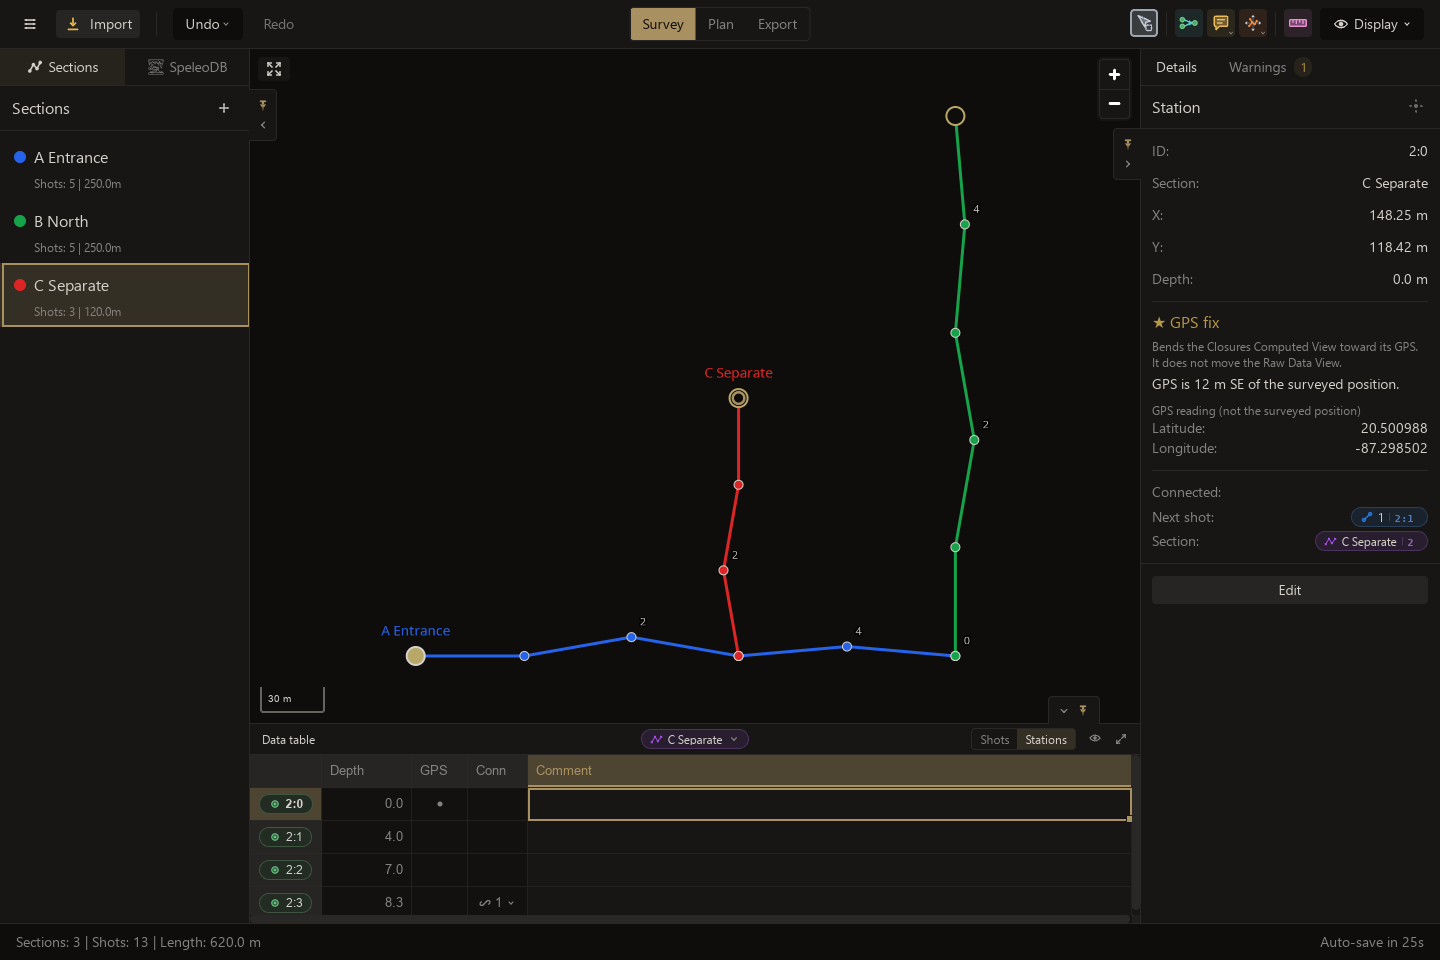 Import
Undo
Redo
Survey
Plan
Export
Display
Sections
SpeleoDB
Sections
A Entrance
Shots: 5 | 250.0m
B North
Shots: 5 | 250.0m
C Separate
Shots: 3 | 120.0m
4
2
0
C Separate
2
A Entrance
2
4
30 m
Details
Warnings 1
Station
ID: 2:0
Section: C Separate
X: 148.25 m
Y: 118.42 m
Depth: 0.0 m
★ GPS fix
Bends the Closures Computed View toward its GPS.
It does not move the Raw Data View.
GPS is 12 m SE of the surveyed position.
GPS reading (not the surveyed position)
Latitude: 20.500988
Longitude: -87.298502
Connected:
Next shot: 1 2:1
Section: C Separate 2
Edit
Data table
C Separate
Shots
Stations
Depth GPS Conn Comment
2:0 0.0 •
2:1 4.0
2:2 7.0
2:3 8.3 1
Sections: 3 | Shots: 13 | Length: 620.0 m
Auto-save in 25s